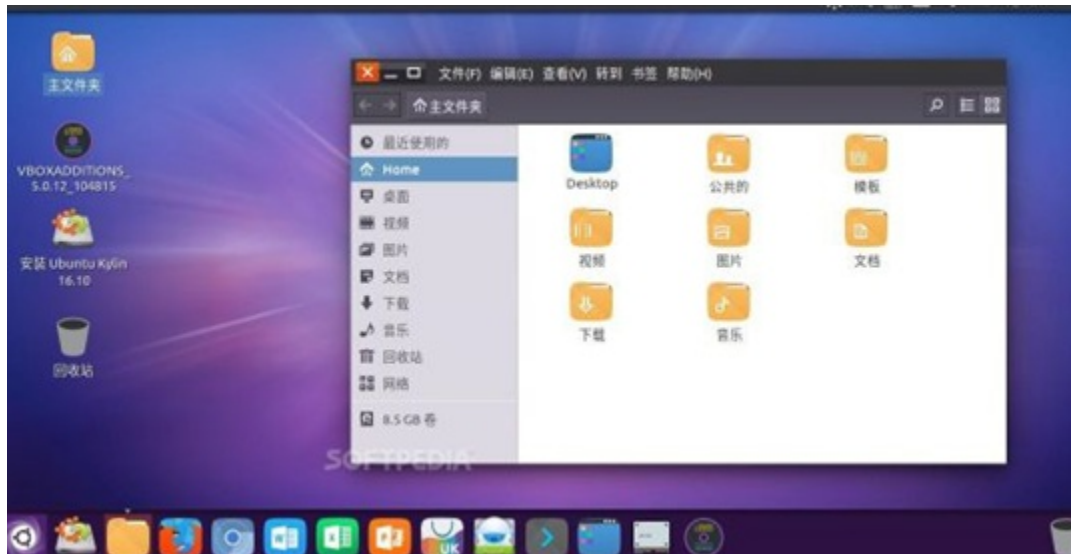 主文件夹
VBOXADDITIONS_
5.0.12_104815
安装 Ubuntu Kylin
16.10
回收站
文件(F) 编辑(E) 查看(V) 转到 书签 帮助(H)
主文件夹
最近使用的
Home
桌面
视频
图片
文档
下载
音乐
回收站
网络
8.5 GB 卷
Desktop
公共的
模板
视频
图片
文档
下载
音乐
SOFTPEDIA
UK